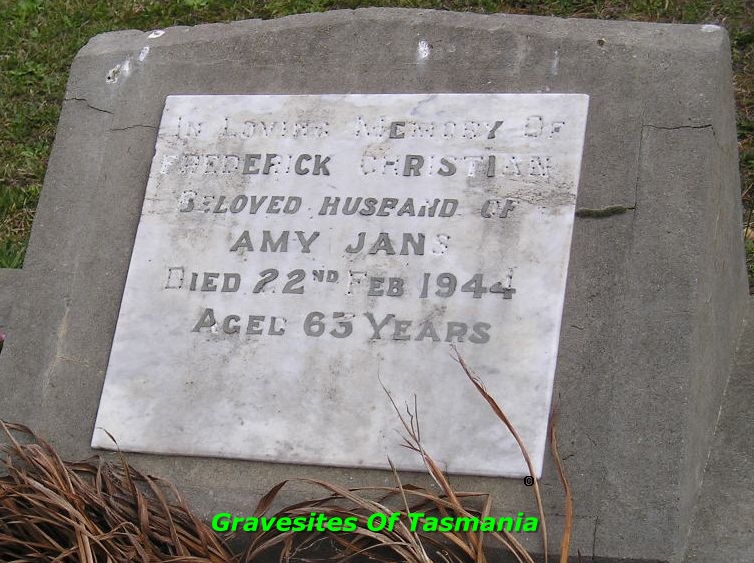 In Loving Memory Of
FREDERICK CHRISTIAN
BELOVED HUSBAND OF
AMY JANS
DIED 22ND FEB 1944
AGED 63 YEARS
©
Gravesites Of Tasmania